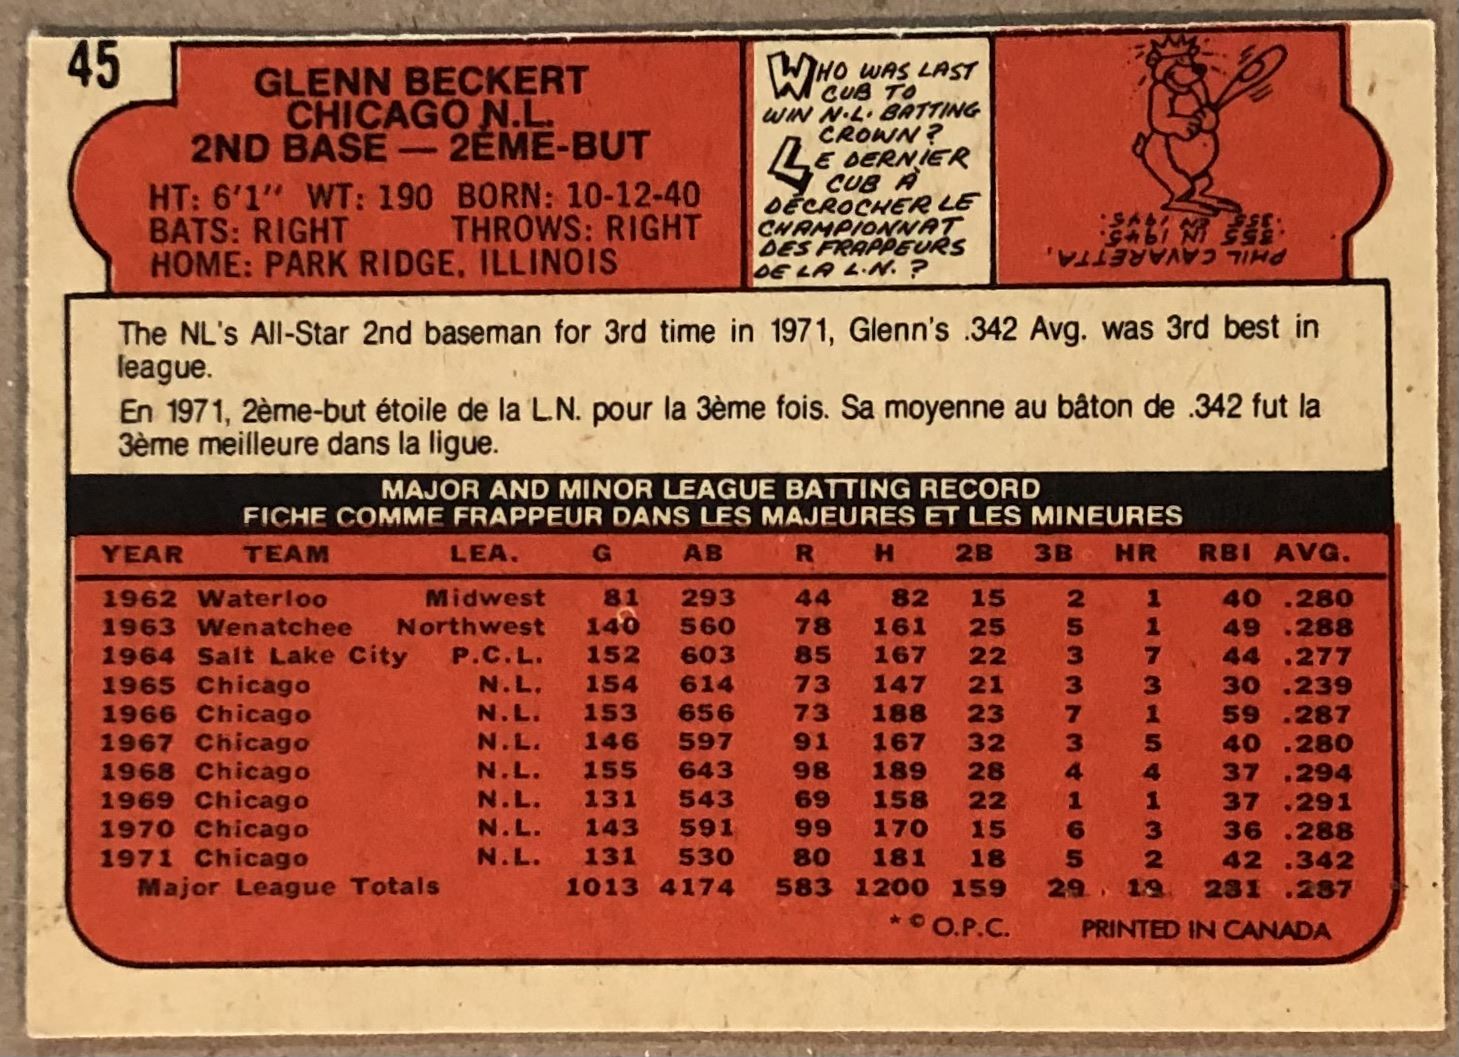 45
GLENN BECKERT
CHICAGO N.L.
2ND BASE — 2ÈME-BUT
HT: 6'1" WT: 190 BORN: 10-12-40
BATS: RIGHT THROWS: RIGHT
HOME: PARK RIDGE, ILLINOIS
WHO WAS LAST
CUB TO
WIN N.L. BATTING
CROWN?
LE DERNIER
CUB À
DÉCROCHER LE
CHAMPIONNAT
DES FRAPPEURS
DE LA L.N. ?
PHIL CAVARETTA,
.355 IN 1945.
.355 EN 1945.
The NL's All-Star 2nd baseman for 3rd time in 1971, Glenn's .342 Avg. was 3rd best in
league.
En 1971, 2ème-but étoile de la L.N. pour la 3ème fois. Sa moyenne au bâton de .342 fut la
3ème meilleure dans la ligue.
MAJOR AND MINOR LEAGUE BATTING RECORD
FICHE COMME FRAPPEUR DANS LES MAJEURES ET LES MINEURES
YEAR TEAM LEA. G AB R H 2B 3B HR RBI AVG.
1962 Waterloo Midwest 81 293 44 82 15 2 1 40 .280
1963 Wenatchee Northwest 140 560 78 161 25 5 1 49 .288
1964 Salt Lake City P.C.L. 152 603 85 167 22 3 7 44 .277
1965 Chicago N.L. 154 614 73 147 21 3 3 30 .239
1966 Chicago N.L. 153 656 73 188 23 7 1 59 .287
1967 Chicago N.L. 146 597 91 167 32 3 5 40 .280
1968 Chicago N.L. 155 643 98 189 28 4 4 37 .294
1969 Chicago N.L. 131 543 69 158 22 1 1 37 .291
1970 Chicago N.L. 143 591 99 170 15 6 3 36 .288
1971 Chicago N.L. 131 530 80 181 18 5 2 42 .342
Major League Totals 1013 4174 583 1200 159 29 19 281 .287
* © O.P.C. PRINTED IN CANADA